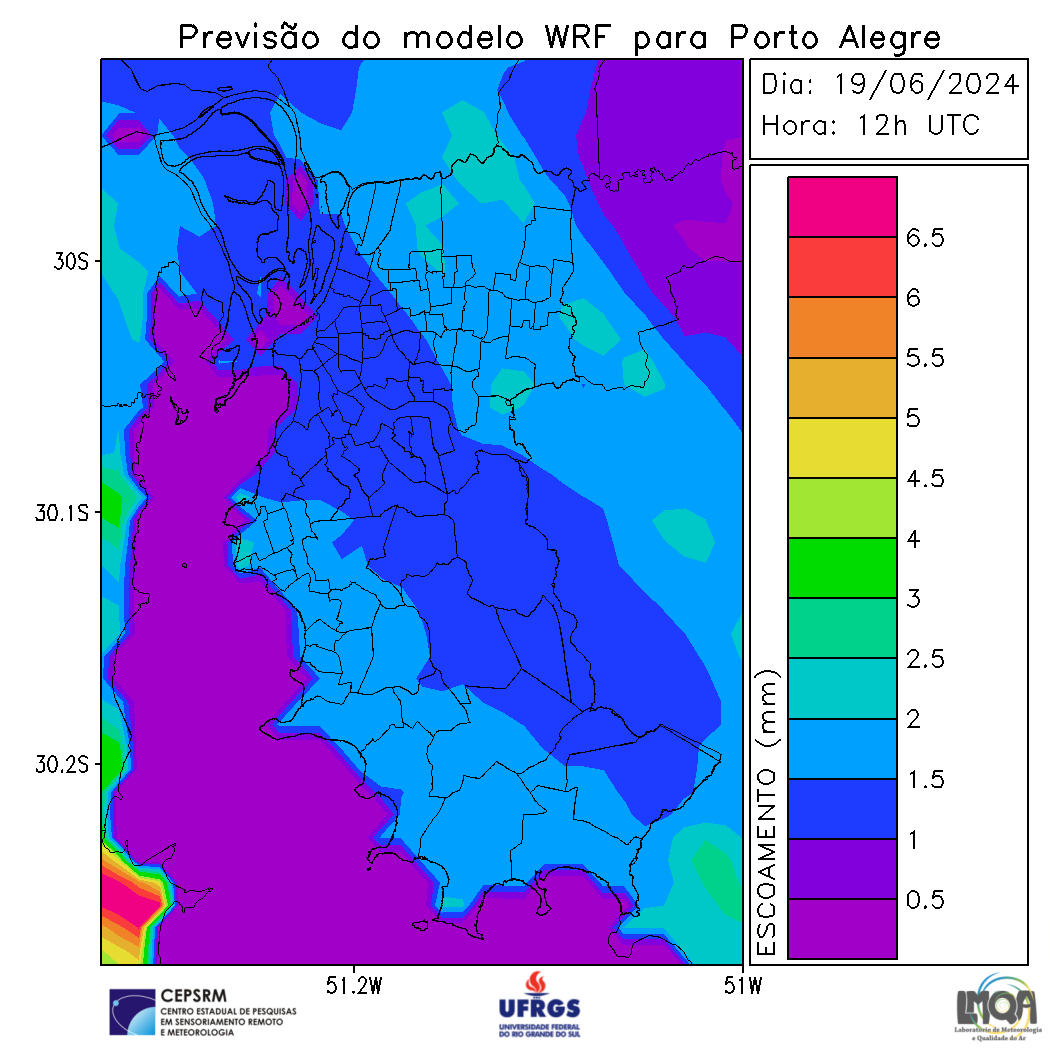 Previsão do modelo WRF para Porto Alegre
Dia: 19/06/2024
Hora: 12h UTC
30S
30.1S
30.2S
51.2W
51W
ESCOAMENTO (mm)
6.5
6
5.5
5
4.5
4
3
2.5
2
1.5
1
0.5
CEPSRM
CENTRO ESTADUAL DE PESQUISAS
EM SENSORIAMENTO REMOTO
E METEOROLOGIA
UFRGS
UNIVERSIDADE FEDERAL
DO RIO GRANDE DO SUL
LMQA
Laboratório de Meteorologia
e Qualidade do Ar